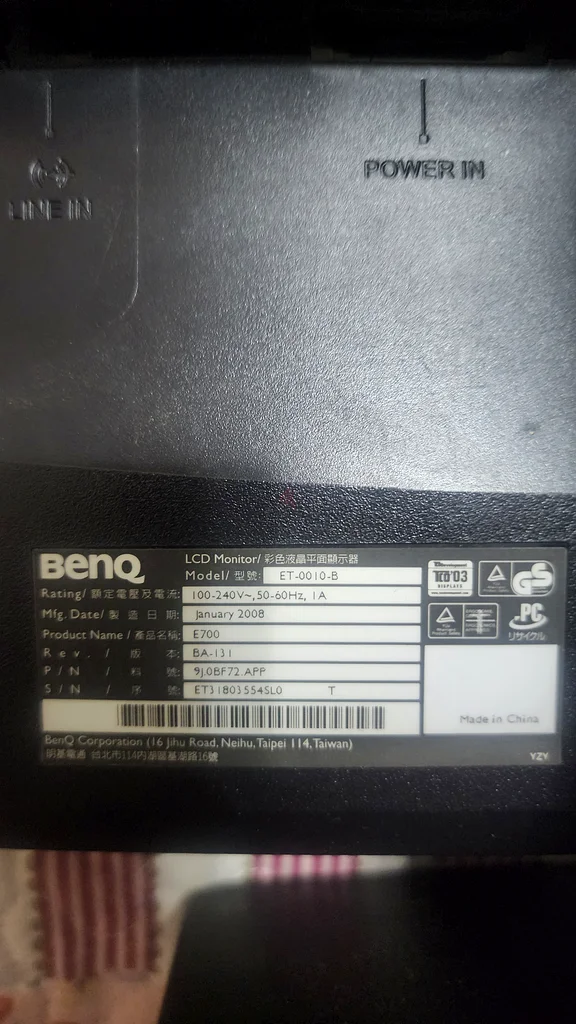 LINE IN
POWER IN
BenQ
LCD Monitor/ 彩色液晶平面顯示器
Model/ 型號: ET-0010-B
Rating/ 額定電壓及電流: 100-240V~,50-60Hz, 1A
Mfg. Date/ 製造日期: January 2008
Product Name / 產品名稱: E700
Rev. / 版本: BA-131
P/N / 料號: 9J.0BF72.APP
S/N / 序號: ET31803554SL0 T
TCO'03
DISPLAYS
GS
PC
リサイクル
Made in China
BenQ Corporation (16 Jihu Road, Neihu, Taipei 114, Taiwan)
明基電通 台北市114內湖區基湖路16號
YZY